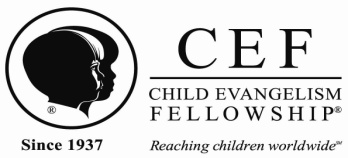 ®
Since 1937
CEF
CHILD EVANGELISM
FELLOWSHIP®
Reaching children worldwide℠